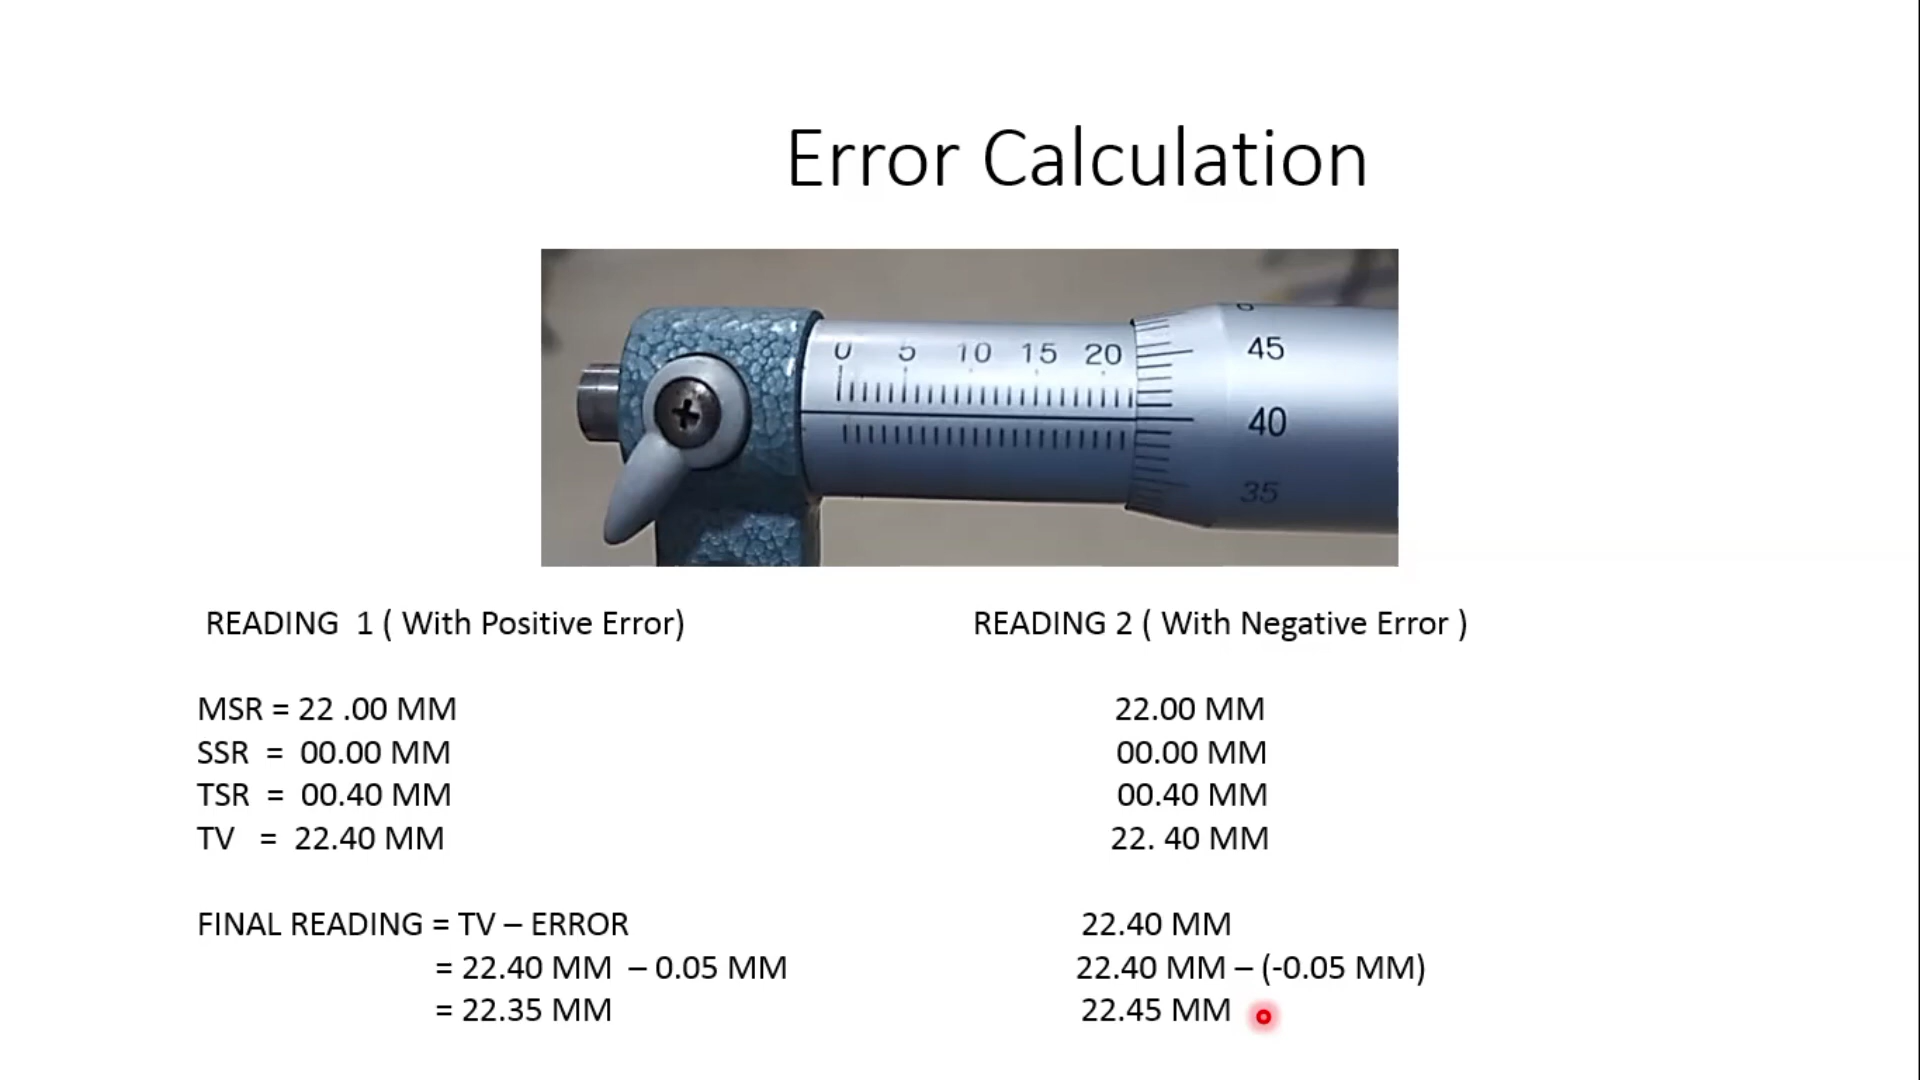 Error Calculation
0 5 10 15 20
45
40
35
READING 1 ( With Positive Error)
MSR = 22 .00 MM
SSR = 00.00 MM
TSR = 00.40 MM
TV = 22.40 MM
FINAL READING = TV – ERROR
= 22.40 MM – 0.05 MM
= 22.35 MM
READING 2 ( With Negative Error )
22.00 MM
00.00 MM
00.40 MM
22. 40 MM
22.40 MM
22.40 MM – (-0.05 MM)
22.45 MM